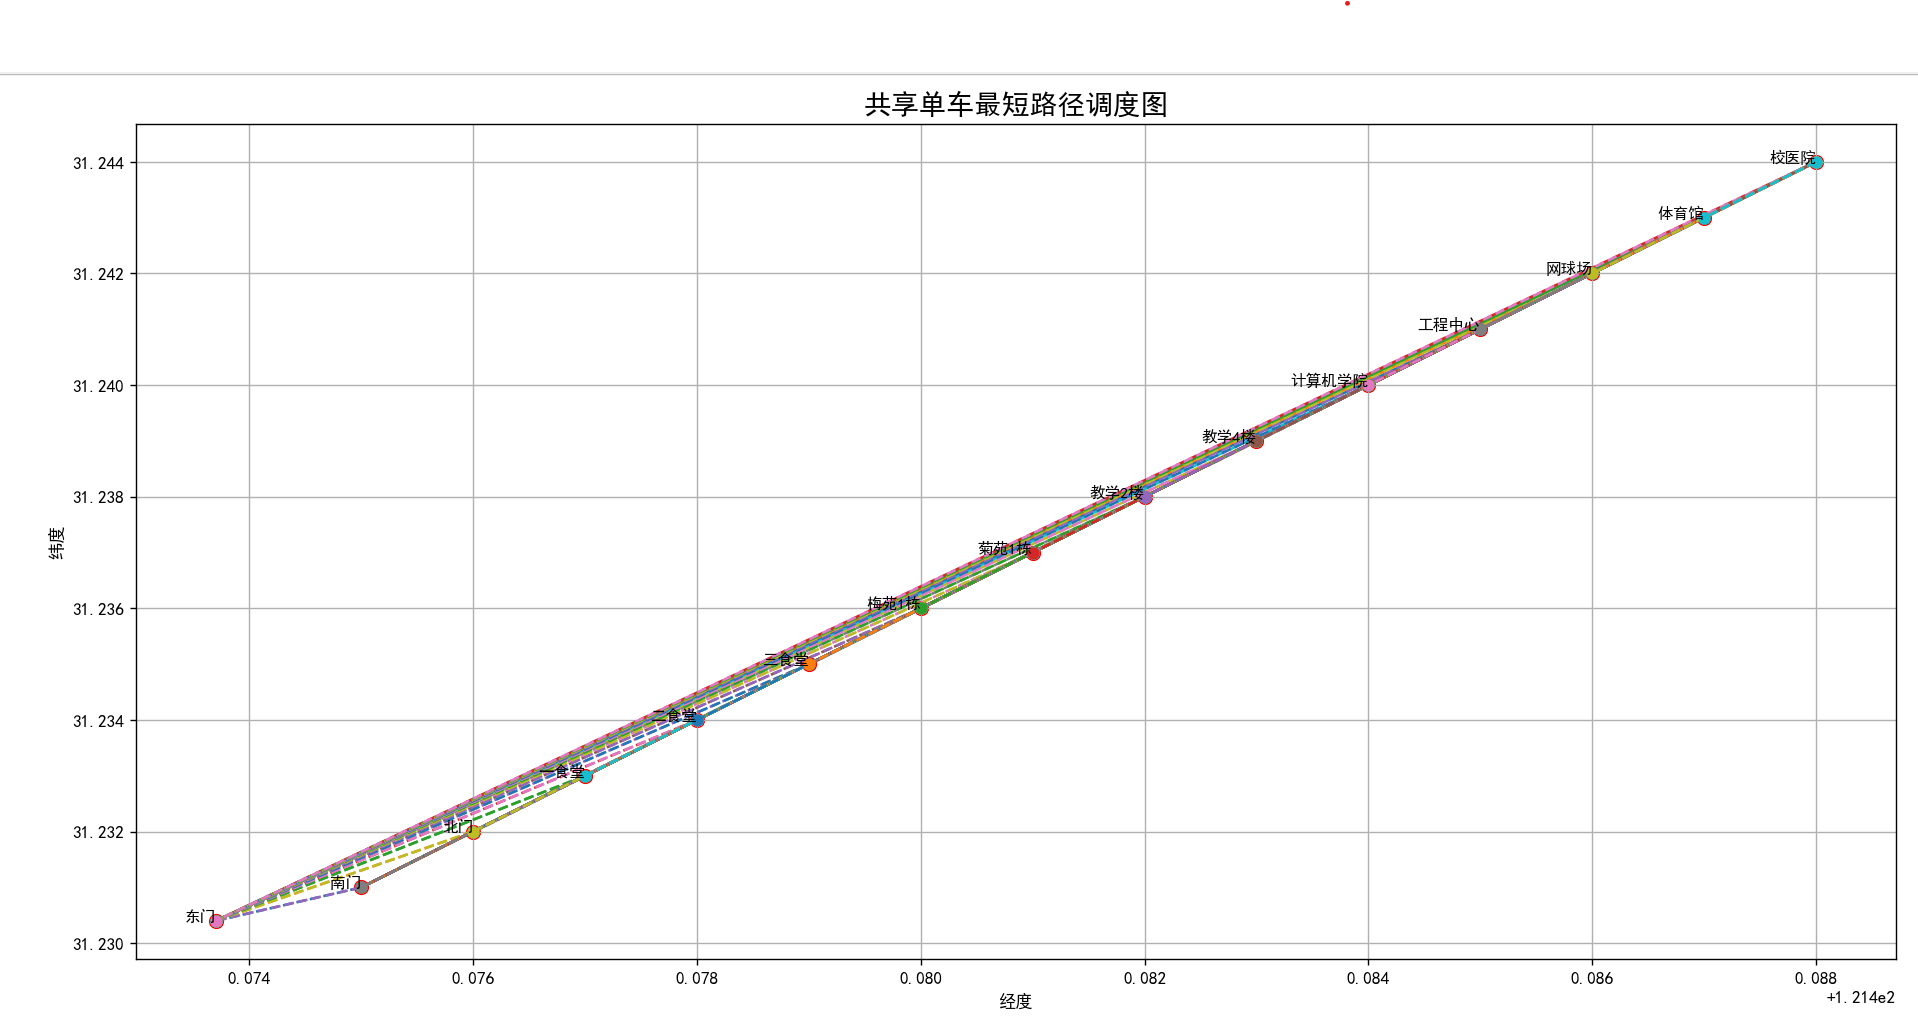 共享单车最短路径调度图
31.244
31.242
31.240
31.238
31.236
31.234
31.232
31.230
纬度
校医院
体育馆
网球场
工程中心
计算机学院
教学4楼
教学2楼
菊苑1栋
梅苑1栋
三食堂
二食堂
一食堂
北门
南门
东门
0.074 0.076 0.078 0.080 0.082 0.084 0.086 0.088
+1.214e2
经度